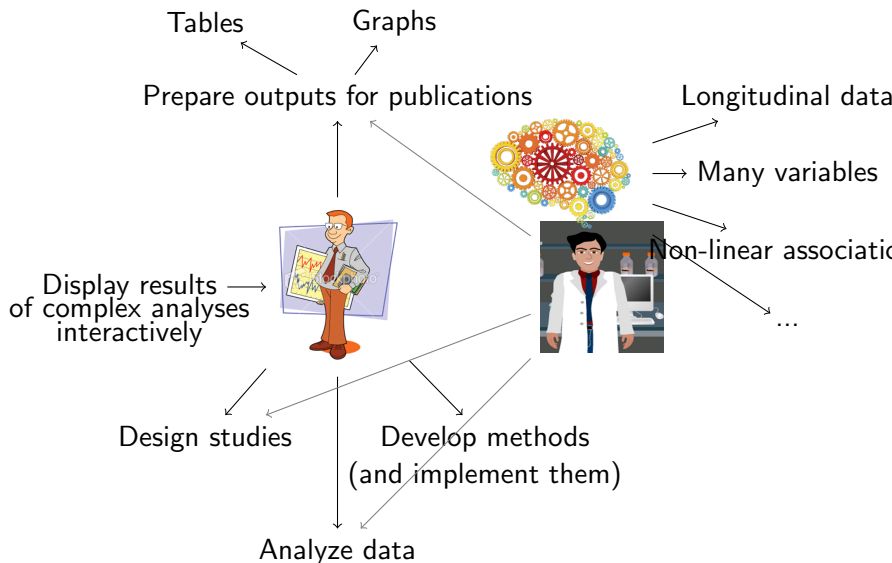 Tables
Graphs
Prepare outputs for publications
Longitudinal data
Many variables
Non-linear associatio
...
Display results
of complex analyses
interactively
Design studies
Develop methods
(and implement them)
Analyze data